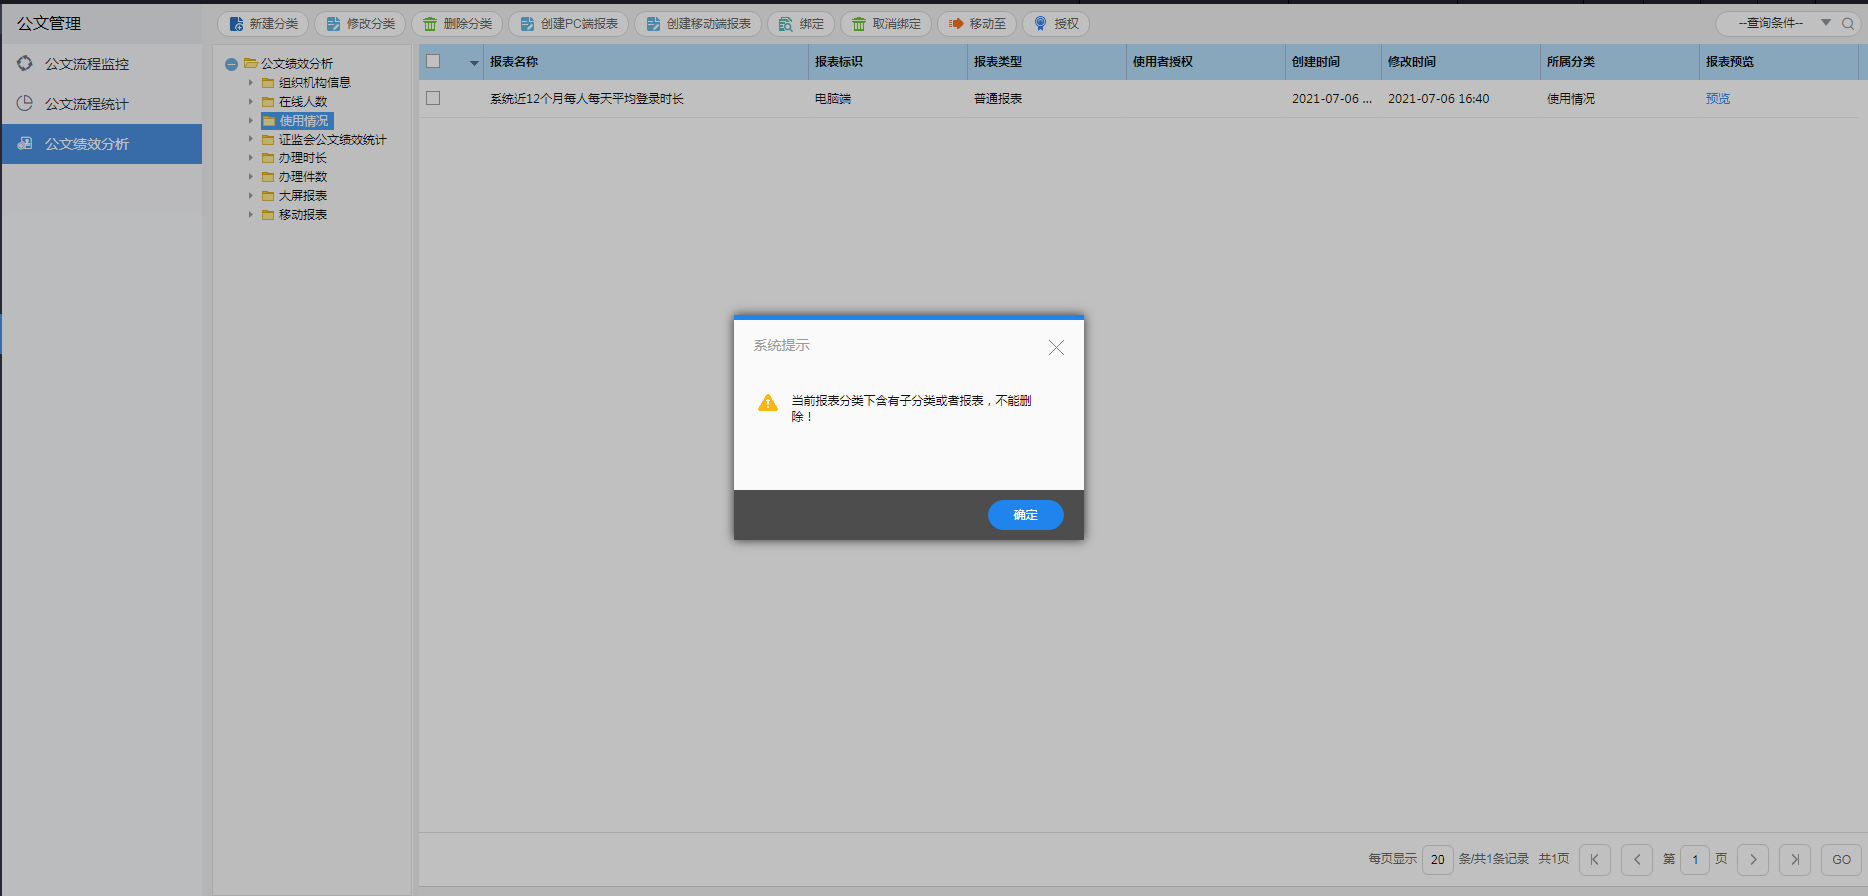 公文管理
新建分类 修改分类 删除分类 创建PC端报表 创建移动端报表 绑定 取消绑定 移动至 授权 --查询条件--
公文流程监控
公文流程统计
公文绩效分析
公文绩效分析
组织机构信息
在线人数
使用情况
证监会公文绩效统计
办理时长
办理件数
大屏报表
移动报表
报表名称 报表标识 报表类型 使用者授权 创建时间 修改时间 所属分类 报表预览
系统近12个月每人每天平均登录时长 电脑端 普通报表 2021-07-06 ... 2021-07-06 16:40 使用情况 预览
系统提示
当前报表分类下含有子分类或者报表，不能删
除！
确定
每页显示 20 条/共1条记录 共1页 第 1 页 GO